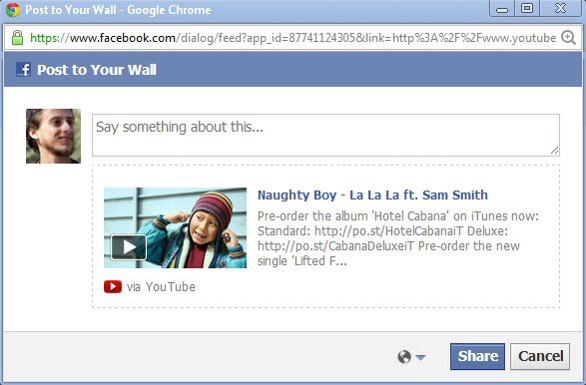 Post to Your Wall - Google Chrome
https://www.facebook.com/dialog/feed?app_id=87741124305&link=http%3A%2F%2Fwww.youtube
f Post to Your Wall
Say something about this...
Naughty Boy - La La La ft. Sam Smith
Pre-order the album 'Hotel Cabana' on iTunes now:
Standard: http://po.st/HotelCabanaiT Deluxe:
http://po.st/CabanaDeluxeiT Pre-order the new
single 'Lifted F...
via YouTube
Share Cancel